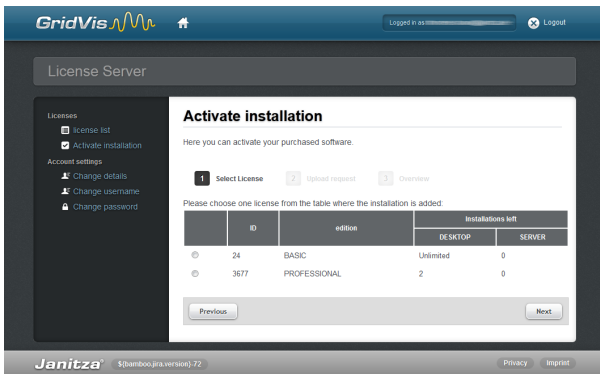 GridVis
Logged in as
Logout
License Server
Licenses
license list
Activate installation
Account settings
Change details
Change username
Change password
Activate installation
Here you can activate your purchased software.
1 Select License 2 Upload request 3 Overview
Please choose one license from the table where the installation is added:
ID edition Installations left
DESKTOP SERVER
24 BASIC Unlimited 0
3677 PROFESSIONAL 2 0
Previous Next
Janitza® ${bamboo.jira.version}-72 Privacy Imprint